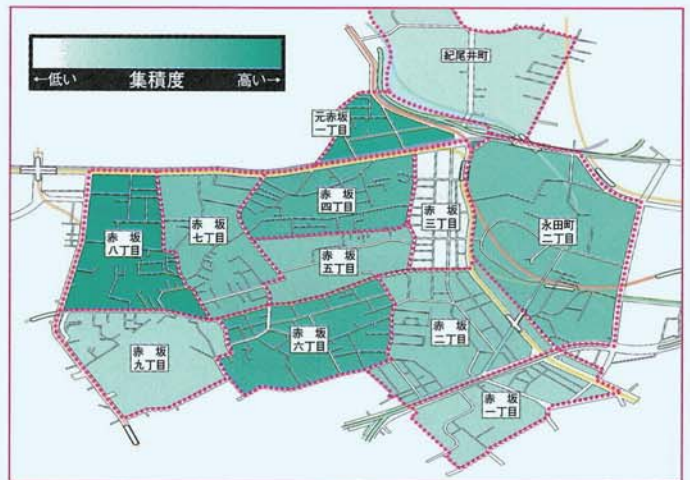 ←低い 集積度 高い→
紀尾井町
元赤坂
一丁目
赤坂
四丁目
赤坂
三丁目
永田町
二丁目
赤坂
八丁目
赤坂
七丁目
赤坂
五丁目
赤坂
六丁目
赤坂
二丁目
赤坂
九丁目
赤坂
一丁目